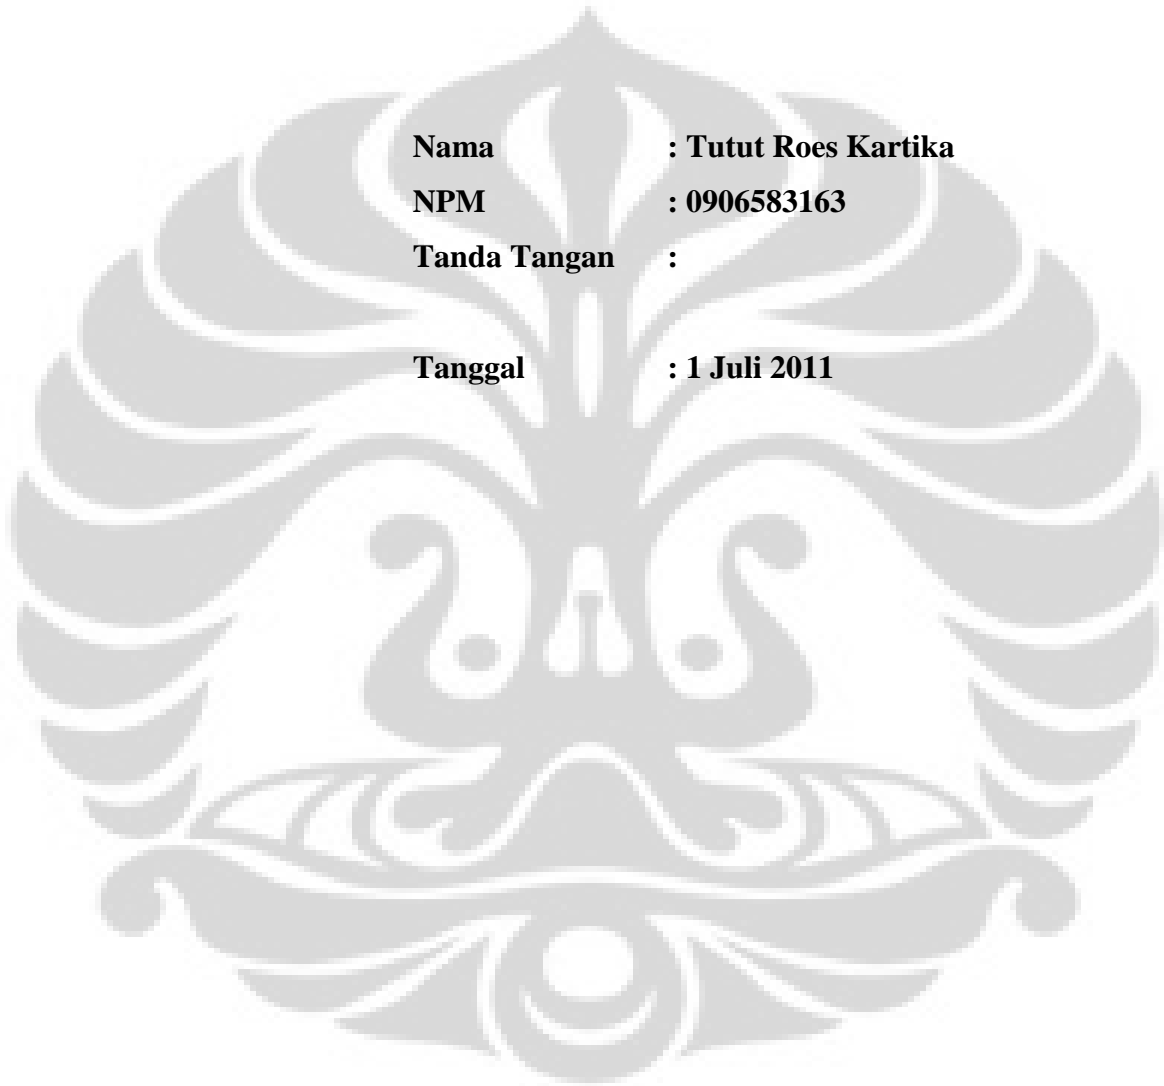 Nama : Tutut Roes Kartika
NPM : 0906583163
Tanda Tangan :
Tanggal : 1 Juli 2011